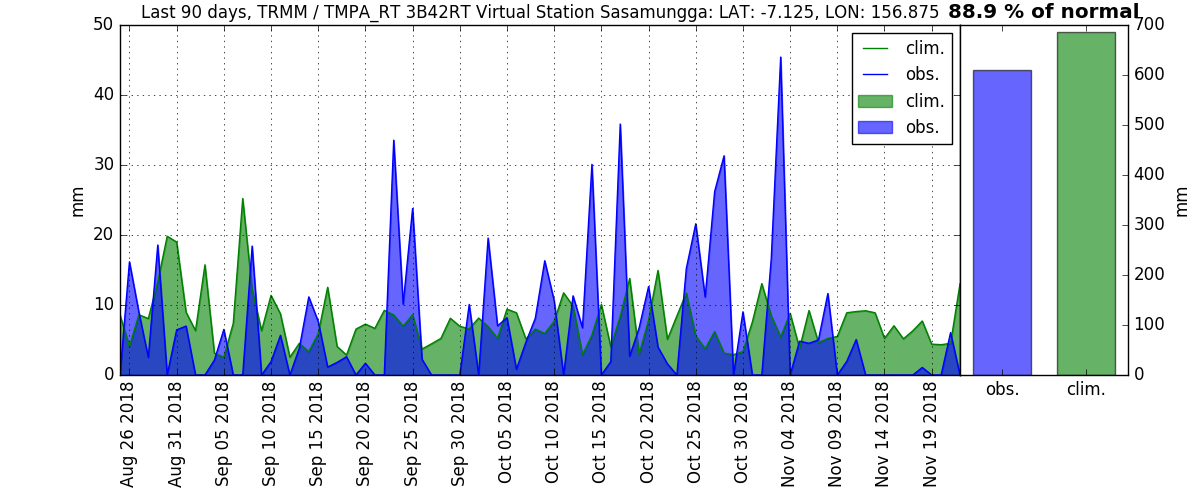 Last 90 days, TRMM / TMPA_RT 3B42RT Virtual Station Sasamungga: LAT: -7.125, LON: 156.875
88.9 % of normal
50
40
30
20
10
0
mm
clim.
obs.
clim.
obs.
700
600
500
400
300
200
100
0
mm
Aug 26 2018
Aug 31 2018
Sep 05 2018
Sep 10 2018
Sep 15 2018
Sep 20 2018
Sep 25 2018
Sep 30 2018
Oct 05 2018
Oct 10 2018
Oct 15 2018
Oct 20 2018
Oct 25 2018
Oct 30 2018
Nov 04 2018
Nov 09 2018
Nov 14 2018
Nov 19 2018
obs.
clim.